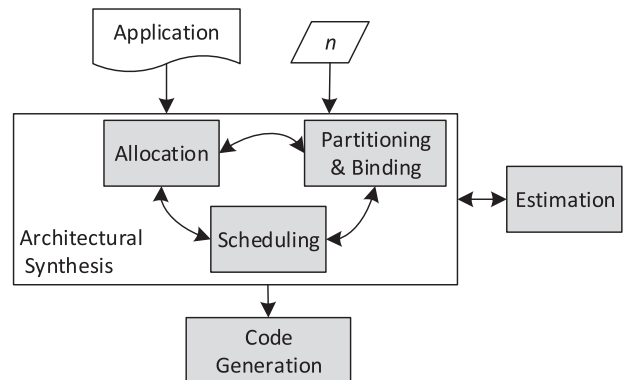 Application
n
Allocation
Partitioning
& Binding
Estimation
Scheduling
Architectural
Synthesis
Code
Generation